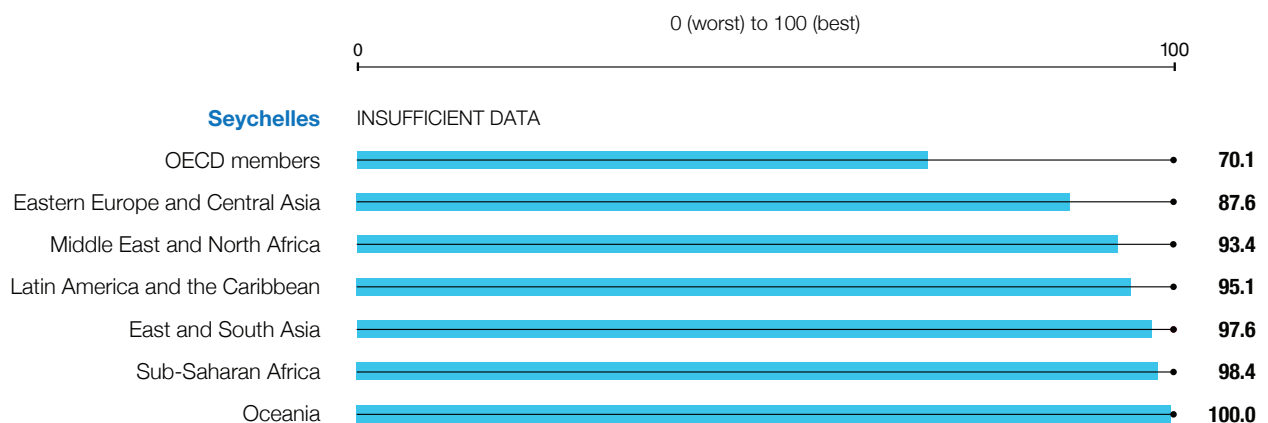 0 (worst) to 100 (best)
0 100
Seychelles INSUFFICIENT DATA
OECD members 70.1
Eastern Europe and Central Asia 87.6
Middle East and North Africa 93.4
Latin America and the Caribbean 95.1
East and South Asia 97.6
Sub-Saharan Africa 98.4
Oceania 100.0